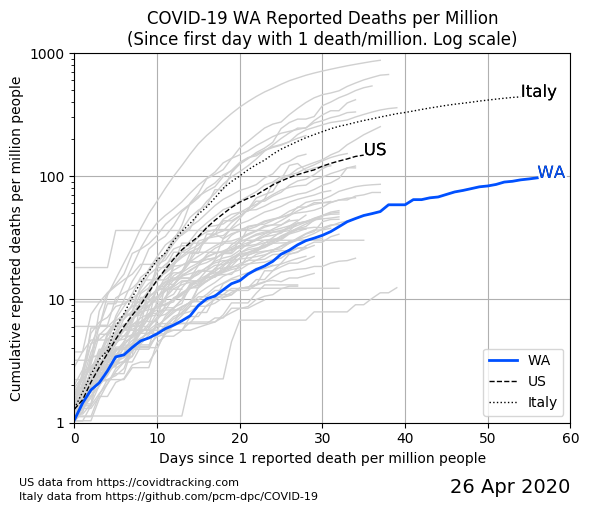 COVID-19 WA Reported Deaths per Million
(Since first day with 1 death/million. Log scale)
Cumulative reported deaths per million people
1000
100
10
1
Italy
US
WA
WA
US
Italy
0 10 20 30 40 50 60
Days since 1 reported death per million people
US data from https://covidtracking.com
Italy data from https://github.com/pcm-dpc/COVID-19
26 Apr 2020